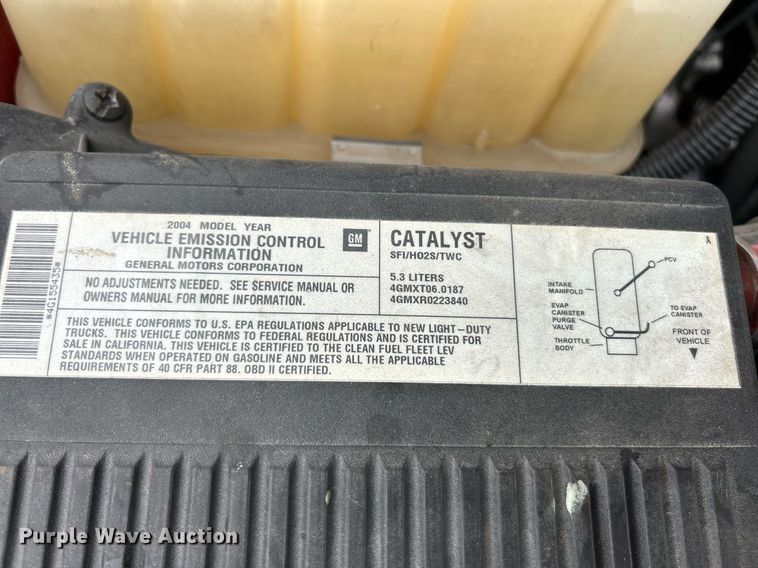 *4G155435*
2004 MODEL YEAR
VEHICLE EMISSION CONTROL
INFORMATION
GENERAL MOTORS CORPORATION
GM
NO ADJUSTMENTS NEEDED. SEE SERVICE MANUAL OR
OWNERS MANUAL FOR MORE INFORMATION.
CATALYST
SFI/HO2S/TWC
5.3 LITERS
4GMXT06.0187
4GMXR0223840
THIS VEHICLE CONFORMS TO U.S. EPA REGULATIONS APPLICABLE TO NEW LIGHT-DUTY
TRUCKS. THIS VEHICLE CONFORMS TO FEDERAL REGULATIONS AND IS CERTIFIED FOR
SALE IN CALIFORNIA. THIS VEHICLE IS CERTIFIED TO THE CLEAN FUEL FLEET LEV
STANDARDS WHEN OPERATED ON GASOLINE AND MEETS ALL THE APPLICABLE
REQUIREMENTS OF 40 CFR PART 88. OBD II CERTIFIED.
A
PCV
INTAKE
MANIFOLD
EVAP
CANISTER
PURGE
VALVE
THROTTLE
BODY
TO EVAP
CANISTER
FRONT OF
VEHICLE
Purple Wave Auction